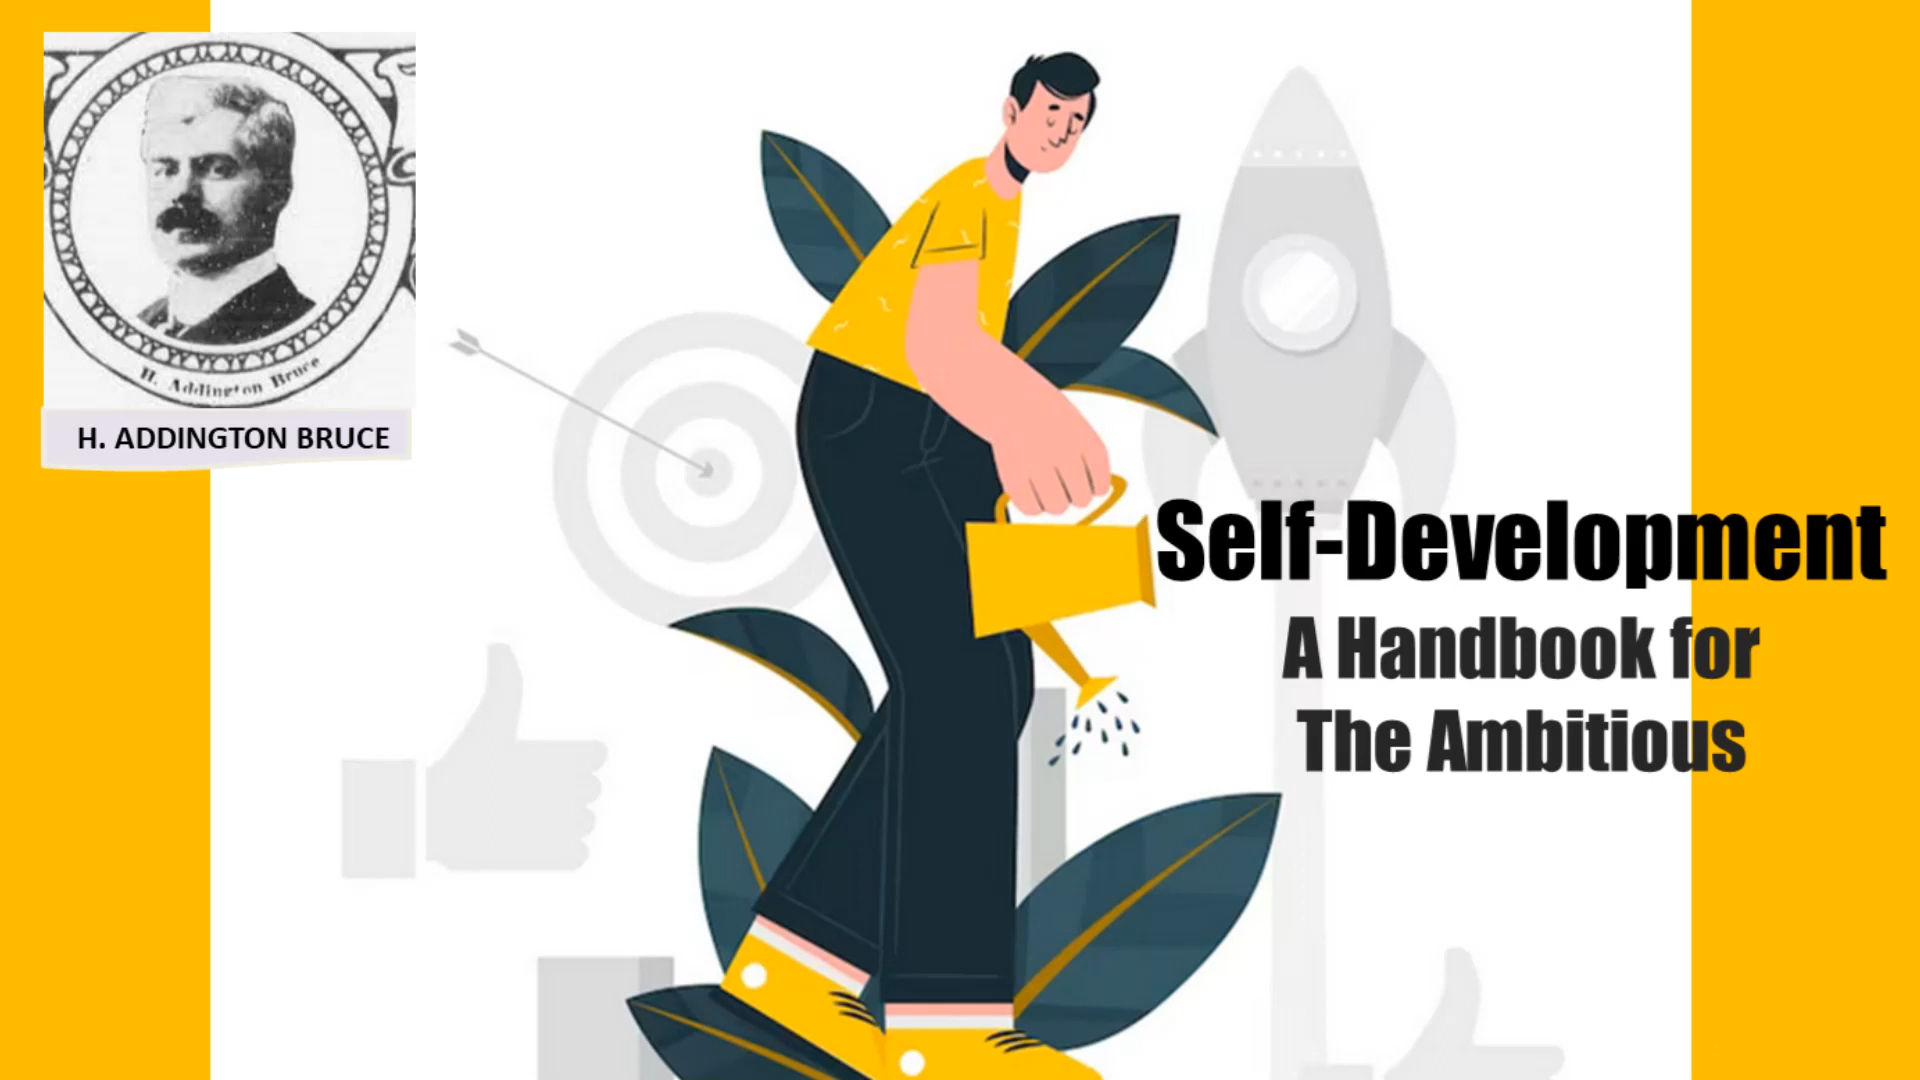 H. Addington Bruce
H. ADDINGTON BRUCE
Self-Development
A Handbook for
The Ambitious